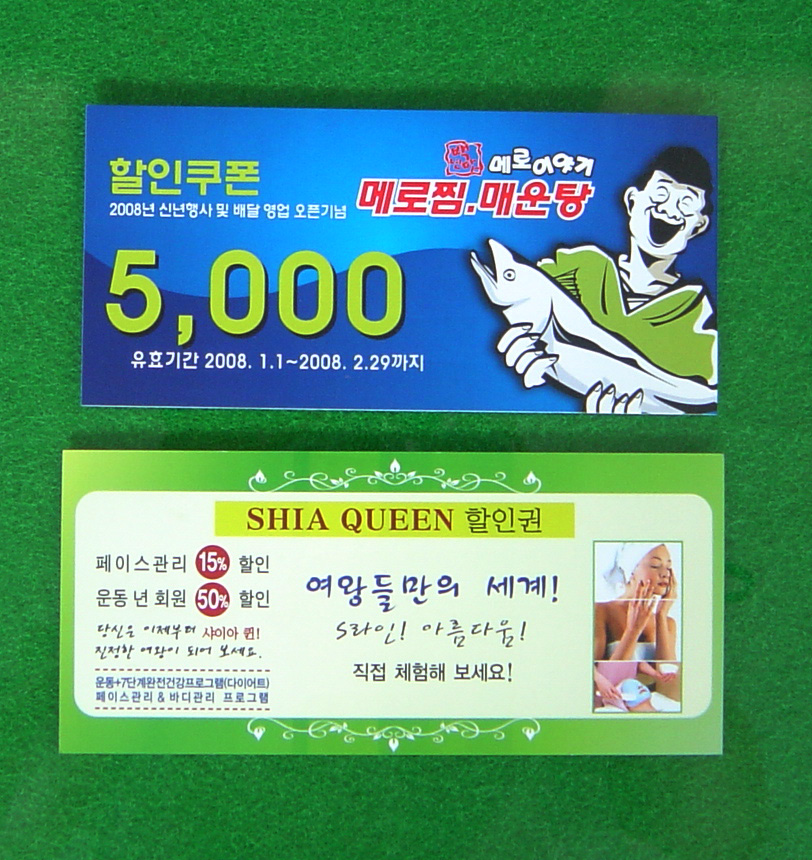 할인쿠폰
2008년 신년행사 및 배달 영업 오픈기념
메로이야기
메로찜.매운탕
5,000
유효기간 2008. 1.1~2008. 2.29까지
SHIA QUEEN 할인권
페이스관리 15% 할인
운동 년 회원 50% 할인
당신은 이제부터 샤이아 퀸!
진정한 여왕이 되어 보세요.
운동+7단계완전건강프로그램(다이어트)
페이스관리 & 바디관리 프로그램
여왕들만의 세계!
S라인! 아름다움!
직접 체험해 보세요!